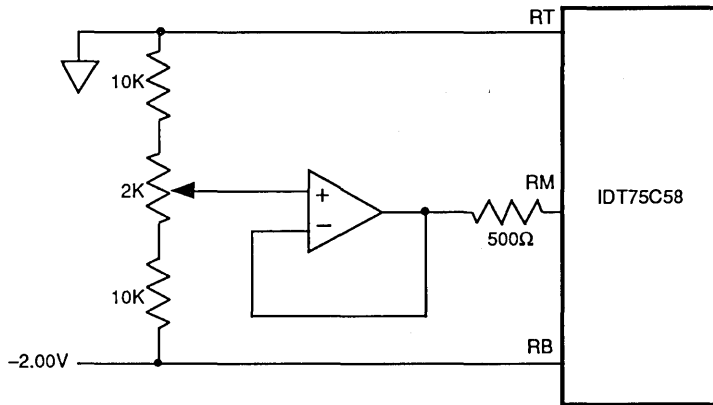 RT
10K
2K
+
−
RM
IDT75C58
500Ω
10K
−2.00V
RB